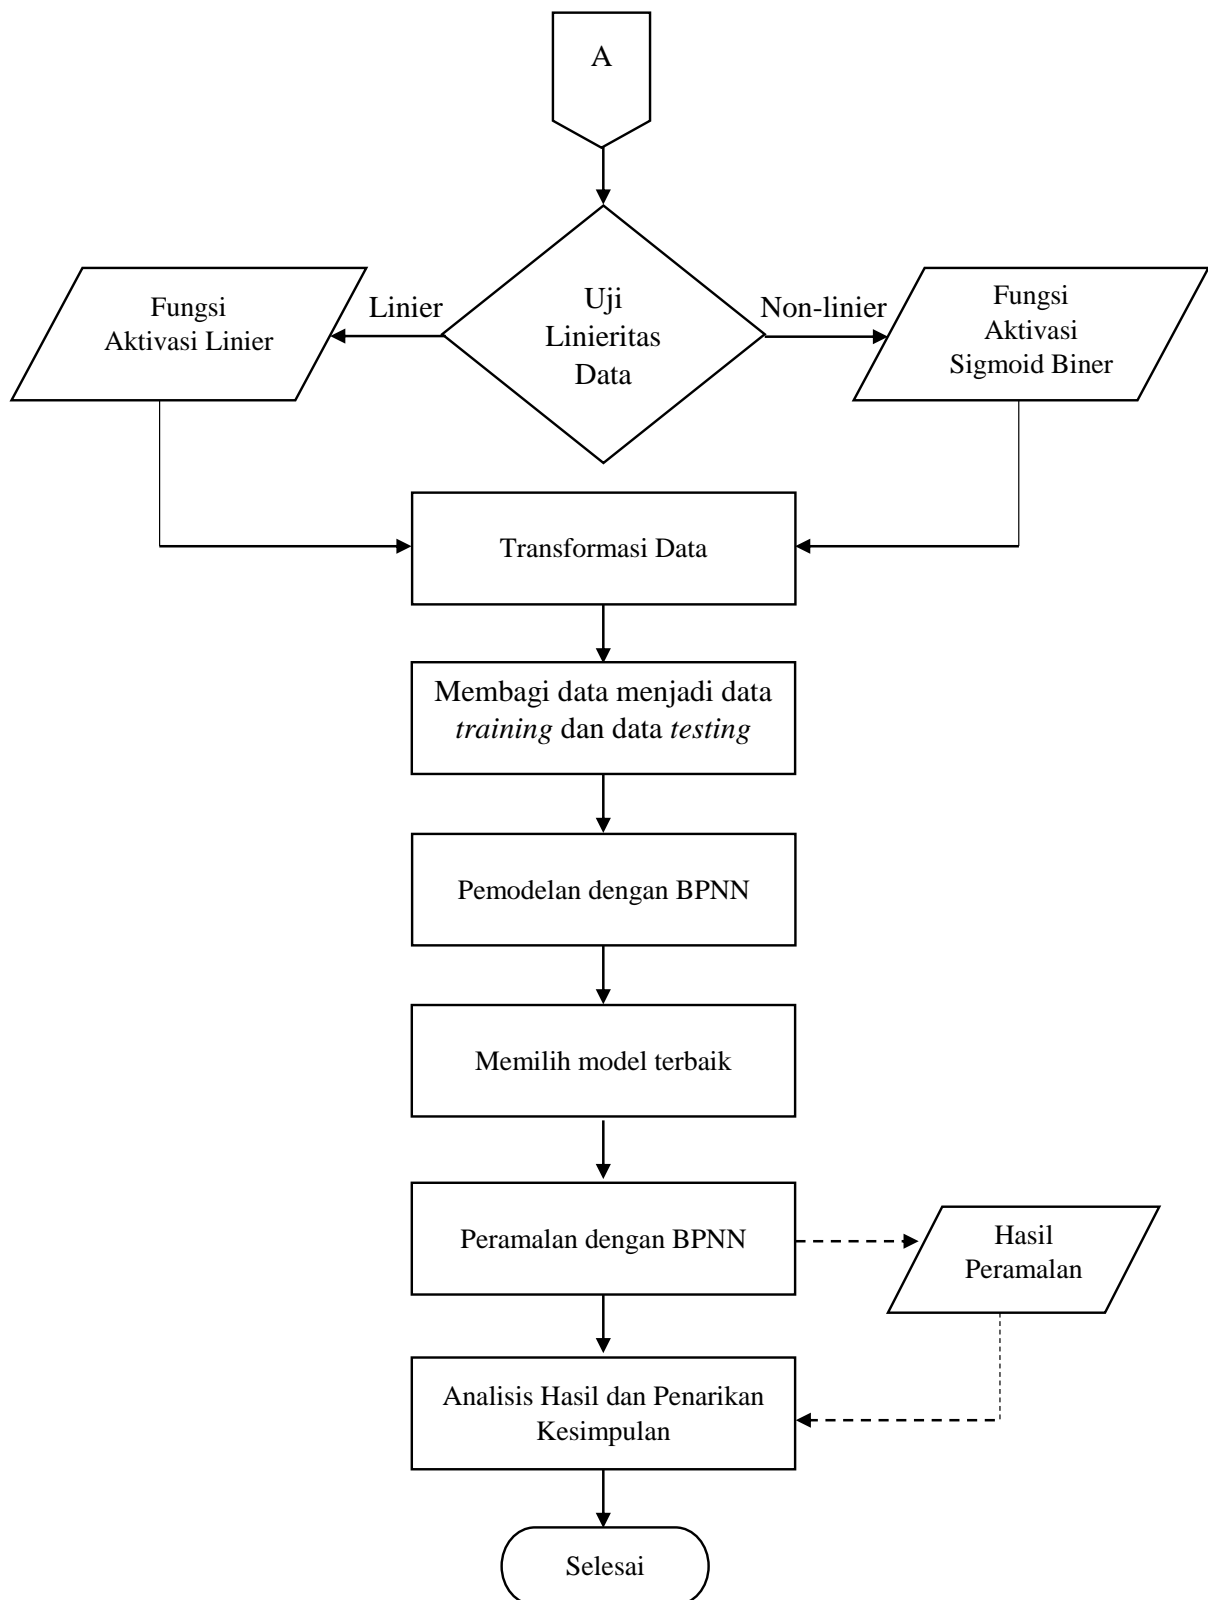 A
Uji
Linieritas
Data
Linier
Non-linier
Fungsi
Aktivasi Linier
Fungsi
Aktivasi
Sigmoid Biner
Transformasi Data
Membagi data menjadi data
training dan data testing
Pemodelan dengan BPNN
Memilih model terbaik
Peramalan dengan BPNN
Hasil
Peramalan
Analisis Hasil dan Penarikan
Kesimpulan
Selesai